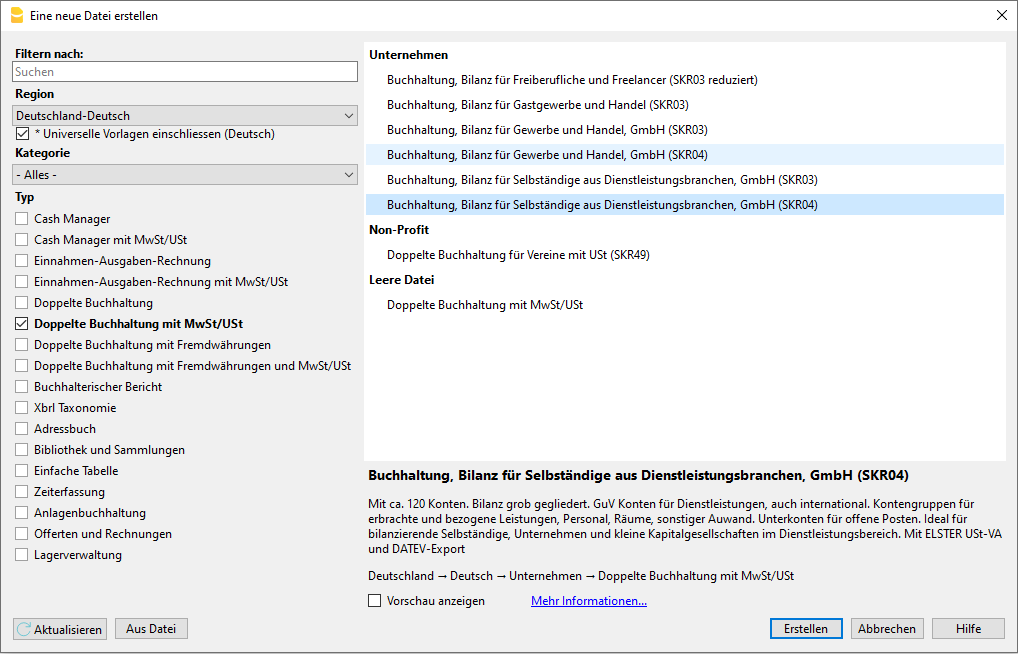 Eine neue Datei erstellen
Filtern nach:
Suchen
Region
Deutschland-Deutsch
* Universelle Vorlagen einschliessen (Deutsch)
Kategorie
- Alles -
Typ
Cash Manager
Cash Manager mit MwSt/USt
Einnahmen-Ausgaben-Rechnung
Einnahmen-Ausgaben-Rechnung mit MwSt/USt
Doppelte Buchhaltung
Doppelte Buchhaltung mit MwSt/USt
Doppelte Buchhaltung mit Fremdwährungen
Doppelte Buchhaltung mit Fremdwährungen und MwSt/USt
Buchhalterischer Bericht
Xbrl Taxonomie
Adressbuch
Bibliothek und Sammlungen
Einfache Tabelle
Zeiterfassung
Anlagenbuchhaltung
Offerten und Rechnungen
Lagerverwaltung
Unternehmen
Buchhaltung, Bilanz für Freiberufliche und Freelancer (SKR03 reduziert)
Buchhaltung, Bilanz für Gastgewerbe und Handel (SKR03)
Buchhaltung, Bilanz für Gewerbe und Handel, GmbH (SKR03)
Buchhaltung, Bilanz für Gewerbe und Handel, GmbH (SKR04)
Buchhaltung, Bilanz für Selbständige aus Dienstleistungsbranchen, GmbH (SKR03)
Buchhaltung, Bilanz für Selbständige aus Dienstleistungsbranchen, GmbH (SKR04)
Non-Profit
Doppelte Buchhaltung für Vereine mit USt (SKR49)
Leere Datei
Doppelte Buchhaltung mit MwSt/USt
Buchhaltung, Bilanz für Selbständige aus Dienstleistungsbranchen, GmbH (SKR04)
Mit ca. 120 Konten. Bilanz grob gegliedert. GuV Konten für Dienstleistungen, auch international. Kontengruppen für
erbrachte und bezogene Leistungen, Personal, Räume, sonstiger Auwand. Unterkonten für offene Posten. Ideal für
bilanzierende Selbständige, Unternehmen und kleine Kapitalgesellschaften im Dienstleistungsbereich. Mit ELSTER USt-VA
und DATEV-Export
Deutschland → Deutsch → Unternehmen → Doppelte Buchhaltung mit MwSt/USt
Vorschau anzeigen
Mehr Informationen...
Aktualisieren
Aus Datei
Erstellen
Abbrechen
Hilfe